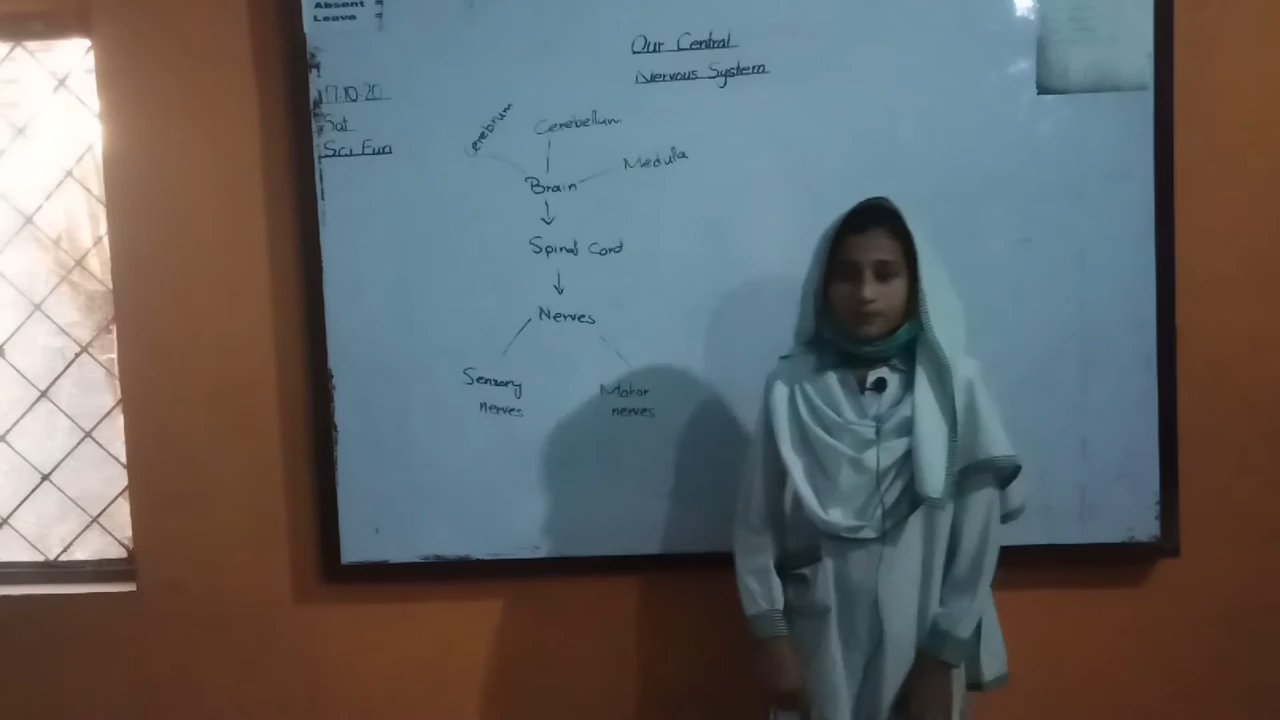 Absent =
Leave =
Our Central
Nervous System
17.10.20
Sat
Sci Fun
Cerebrum
Cerebellum
Medula
Brain
Spinal Cord
Nerves
Sensory
nerves
Motor
nerves